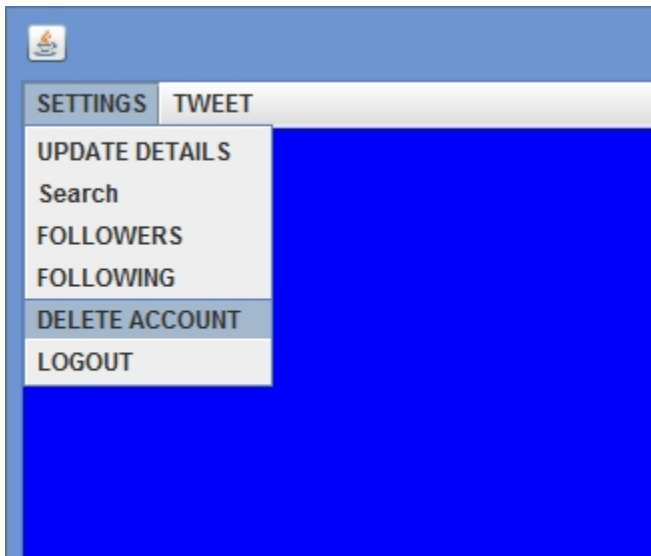 SETTINGS TWEET
UPDATE DETAILS
Search
FOLLOWERS
FOLLOWING
DELETE ACCOUNT
LOGOUT